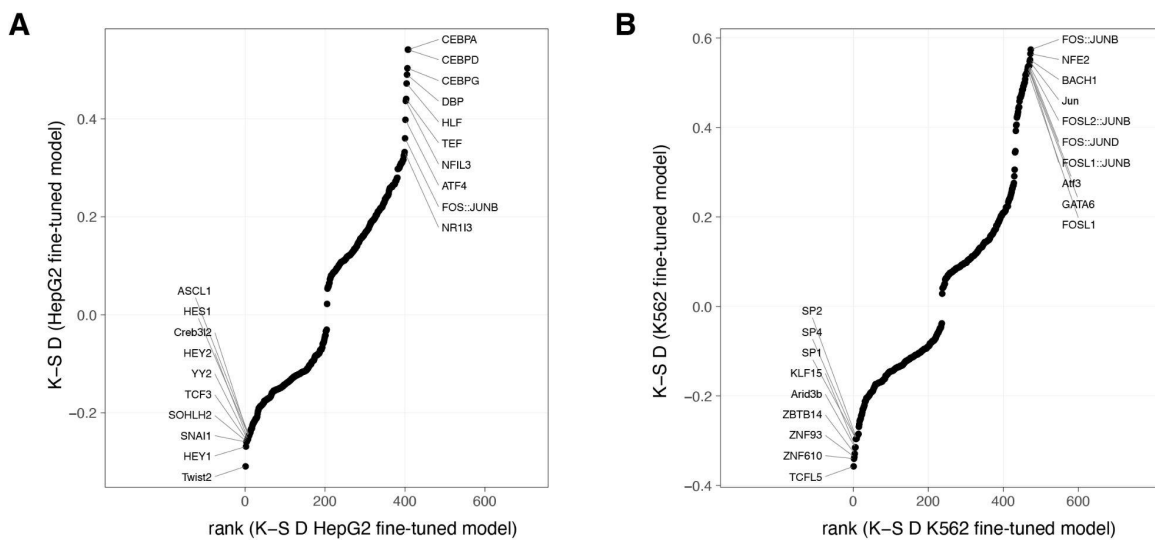 A
K−S D (HepG2 fine−tuned model)
0.4
0.2
0.0
−0.2
CEBPA
CEBPD
CEBPG
DBP
HLF
TEF
NFIL3
ATF4
FOS::JUNB
NR1I3
ASCL1
HES1
Creb3l2
HEY2
YY2
TCF3
SOHLH2
SNAI1
HEY1
Twist2
0
200
400
600
rank (K−S D HepG2 fine−tuned model)
B
K−S D (K562 fine−tuned model)
0.6
0.4
0.2
0.0
−0.2
−0.4
FOS::JUNB
NFE2
BACH1
Jun
FOSL2::JUNB
FOS::JUND
FOSL1::JUNB
Atf3
GATA6
FOSL1
SP2
SP4
SP1
KLF15
Arid3b
ZBTB14
ZNF93
ZNF610
TCFL5
0
200
400
600
rank (K−S D K562 fine−tuned model)